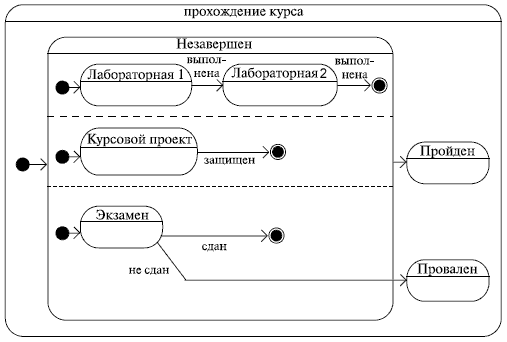 прохождение курса
Незавершен
Лабораторная 1
выпол-
нена
Лабораторная 2
выпол-
нена
Курсовой проект
защищен
Пройден
Экзамен
сдан
не сдан
Провален